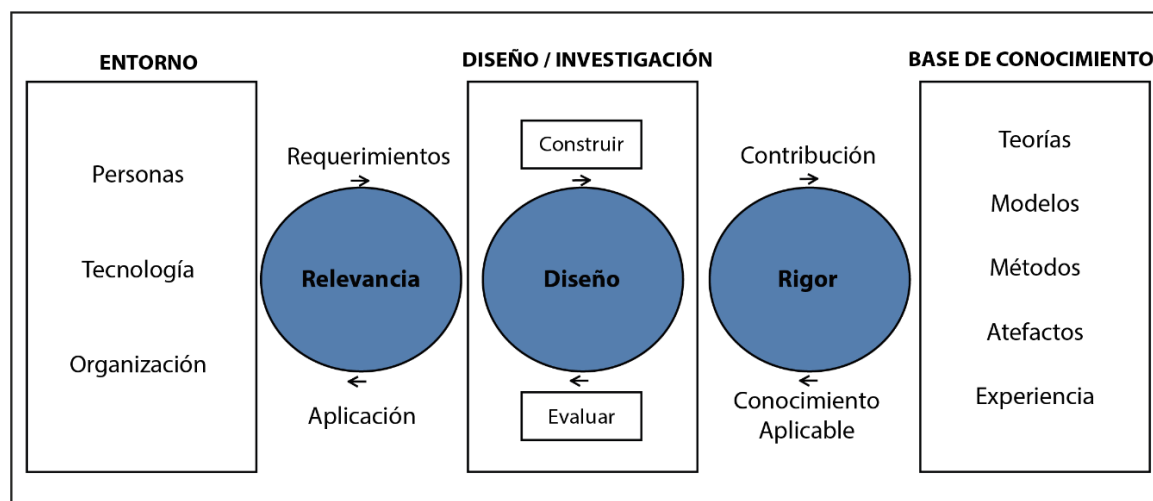 ENTORNO
Personas
Tecnología
Organización
Requerimientos
Relevancia
Aplicación
DISEÑO / INVESTIGACIÓN
Construir
Diseño
Evaluar
Contribución
Rigor
Conocimiento
Aplicable
BASE DE CONOCIMIENTO
Teorías
Modelos
Métodos
Atefactos
Experiencia